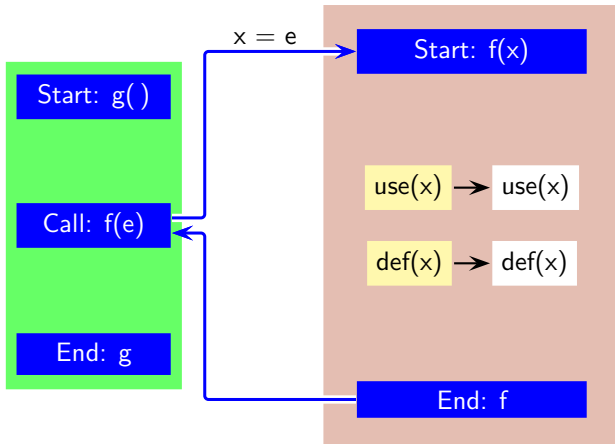 Start: g( )
Call: f(e)
End: g
x = e
Start: f(x)
use(x) use(x)
def(x) def(x)
End: f